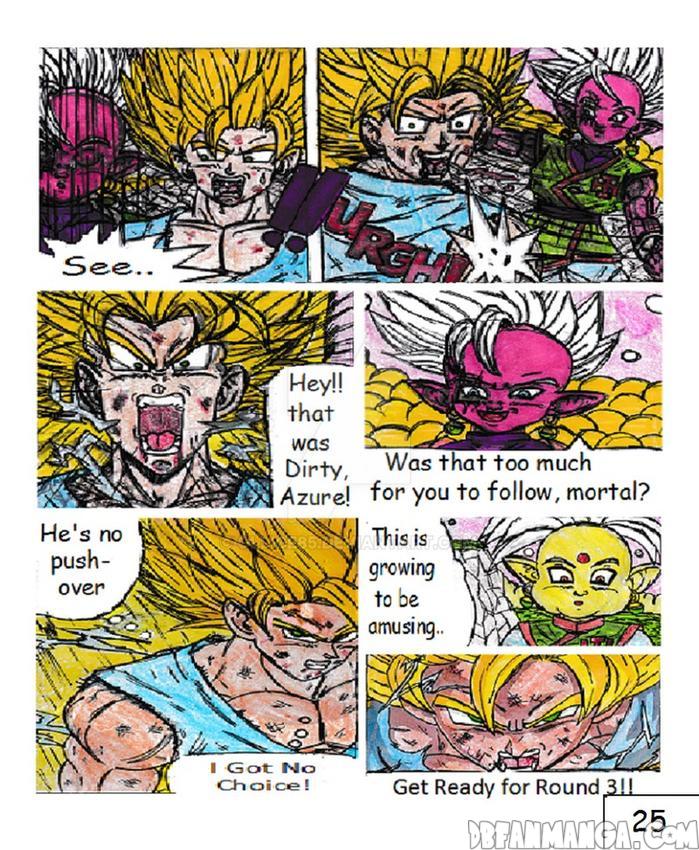 See..
!!
URGH!
Hey!!
that
was
Dirty,
Azure!
Was that too much
for you to follow, mortal?
He's no
push-
over
This is
growing
to be
amusing..
I Got No
Choice!
Get Ready for Round 3!!
25
DBFANMANGA.COM